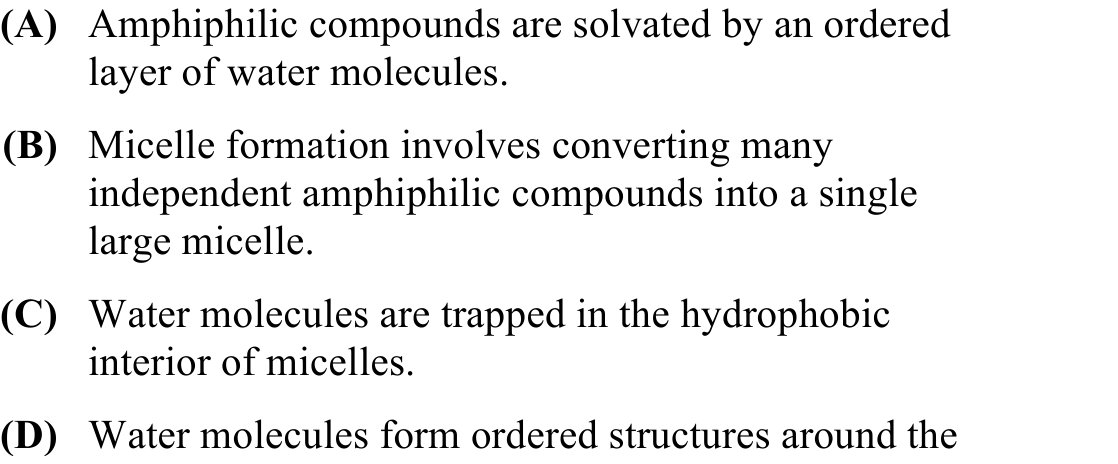 (A) Amphiphilic compounds are solvated by an ordered
layer of water molecules.
(B) Micelle formation involves converting many
independent amphiphilic compounds into a single
large micelle.
(C) Water molecules are trapped in the hydrophobic
interior of micelles.
(D) Water molecules form ordered structures around the